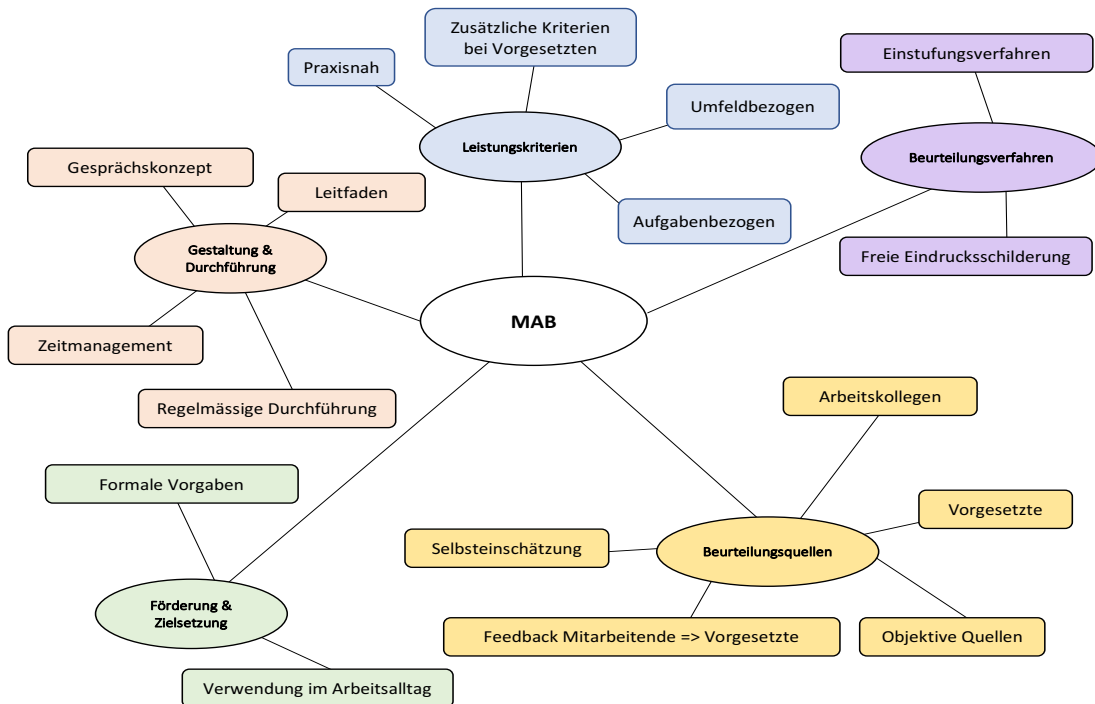 Zusätzliche Kriterien
bei Vorgesetzten
Praxisnah
Umfeldbezogen
Leistungskriterien
Aufgabenbezogen
Einstufungsverfahren
Beurteilungsverfahren
Freie Eindrucksschilderung
Gesprächskonzept
Leitfaden
Gestaltung &
Durchführung
Zeitmanagement
Regelmässige Durchführung
MAB
Formale Vorgaben
Förderung &
Zielsetzung
Verwendung im Arbeitsalltag
Arbeitskollegen
Vorgesetzte
Selbsteinschätzung
Beurteilungsquellen
Feedback Mitarbeitende => Vorgesetzte
Objektive Quellen